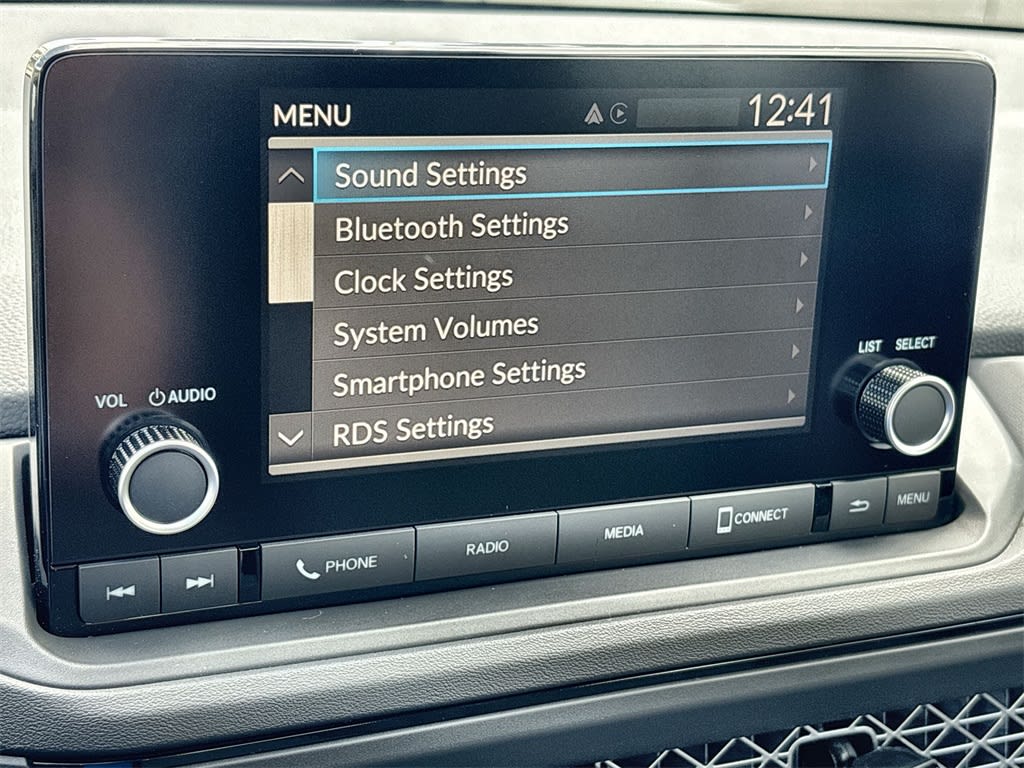 MENU 12:41
Sound Settings
Bluetooth Settings
Clock Settings
System Volumes
Smartphone Settings
RDS Settings
VOL AUDIO
LIST SELECT
PHONE RADIO MEDIA CONNECT MENU